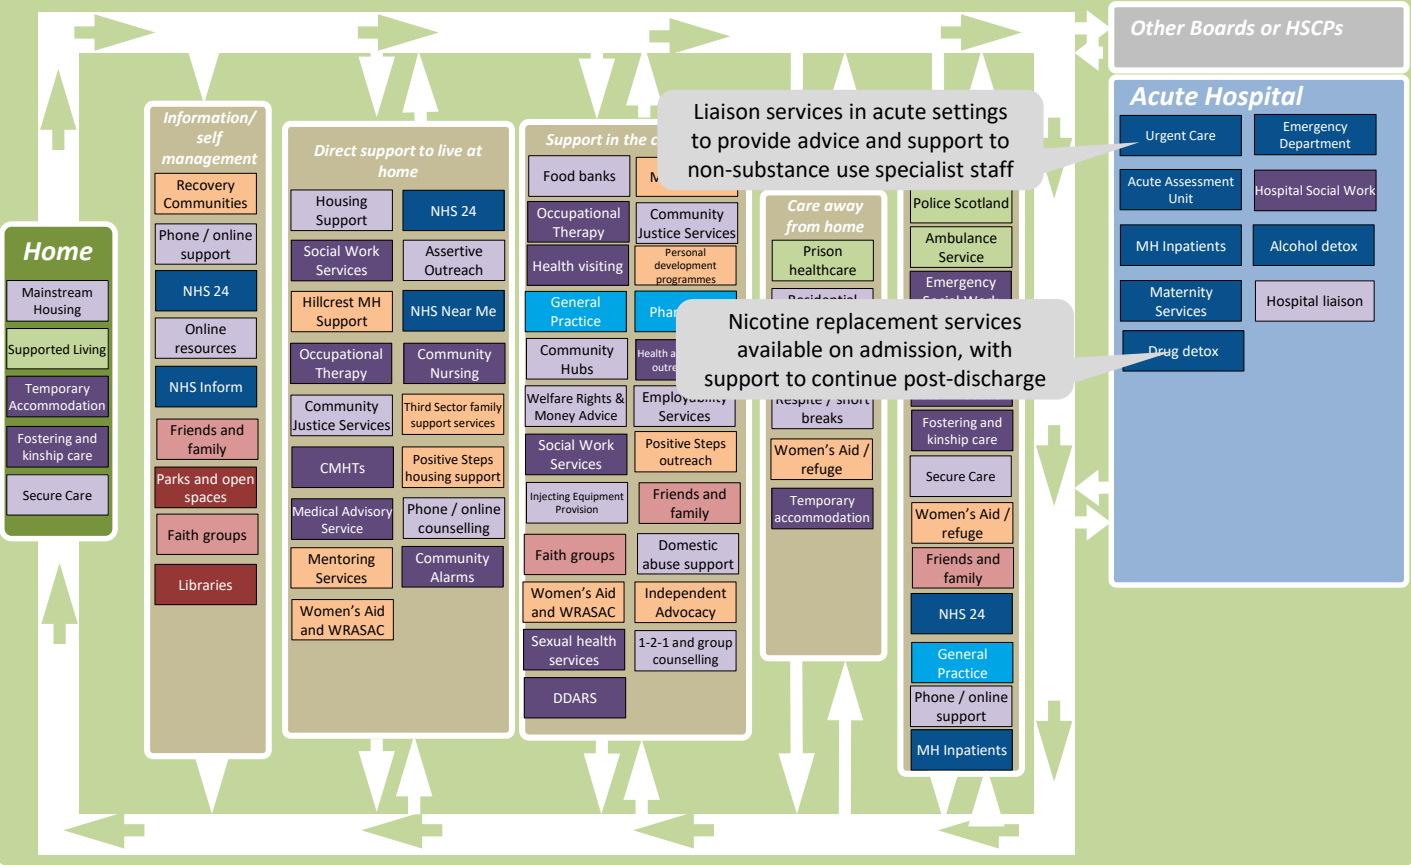 Other Boards or HSCPs
Acute Hospital
Urgent Care
Emergency
Department
Acute Assessment
Unit
Hospital Social Work
MH Inpatients
Alcohol detox
Maternity
Services
Hospital liaison
Drug detox
Liaison services in acute settings
to provide advice and support to
non-substance use specialist staff
Nicotine replacement services
available on admission, with
support to continue post-discharge
Home
Mainstream
Housing
Supported Living
Temporary
Accommodation
Fostering and
kinship care
Secure Care
Information/
self
management
Recovery
Communities
Phone / online
support
NHS 24
Online
resources
NHS Inform
Friends and
family
Parks and open
spaces
Faith groups
Libraries
Direct support to live at
home
Housing
Support
NHS 24
Social Work
Services
Assertive
Outreach
Hillcrest MH
Support
NHS Near Me
Occupational
Therapy
Community
Nursing
Community
Justice Services
Third Sector family
support services
CMHTs
Positive Steps
housing support
Medical Advisory
Service
Phone / online
counselling
Mentoring
Services
Community
Alarms
Women's Aid
and WRASAC
Support in the
Food banks
Occupational
Therapy
Community
Justice Services
Health visiting
Personal
development
programmes
General
Practice
Community
Hubs
Health
Welfare Rights &
Money Advice
Employability
Services
Social Work
Services
Positive Steps
outreach
Injecting Equipment
Provision
Friends and
family
Faith groups
Domestic
abuse support
Women's Aid
and WRASAC
Independent
Advocacy
Sexual health
services
1-2-1 and group
counselling
DDARS
Care away
from home
Prison
healthcare
Residential
Respite / short
breaks
Women's Aid /
refuge
Temporary
accommodation
Police Scotland
Ambulance
Service
Emergency
Social Work
Fostering and
kinship care
Secure Care
Women's Aid /
refuge
Friends and
family
NHS 24
General
Practice
Phone / online
support
MH Inpatients